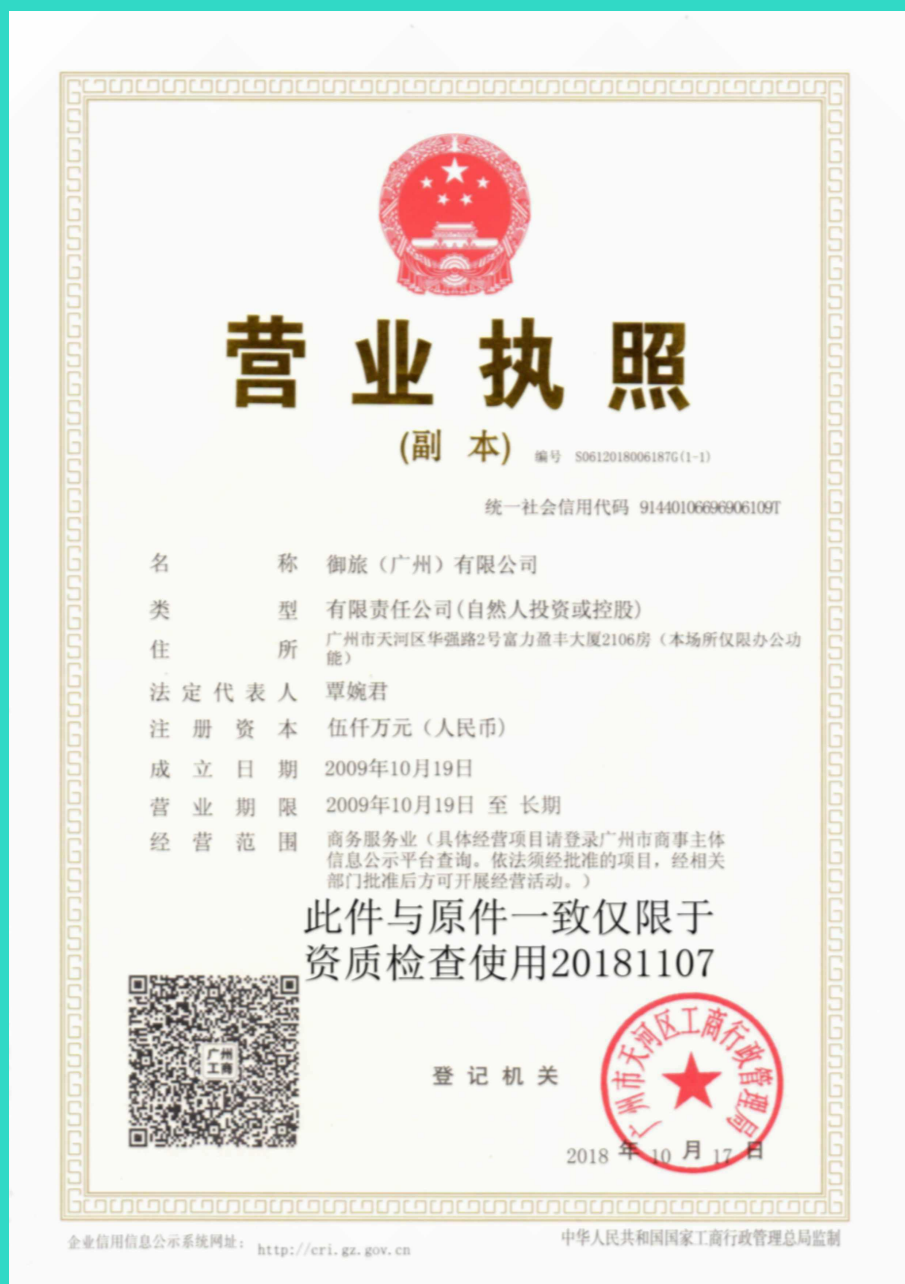 营业执照
(副 本) 编号 S0612018006187G(1-1)
统一社会信用代码 91440106696906109T
名称 御旅（广州）有限公司
类型 有限责任公司(自然人投资或控股)
住所 广州市天河区华强路2号富力盈丰大厦2106房（本场所仅限办公功
能）
法定代表人 覃婉君
注册资本 伍仟万元（人民币）
成立日期 2009年10月19日
营业期限 2009年10月19日 至 长期
经营范围 商务服务业（具体经营项目请登录广州市商事主体
信息公示平台查询。依法须经批准的项目，经相关
部门批准后方可开展经营活动。）
此件与原件一致仅限于
资质检查使用20181107
广州
工商
登记机关
广州市天河区工商行政管理局
2018 年 10 月 17 日
企业信用信息公示系统网址： http://cri.gz.gov.cn
中华人民共和国国家工商行政管理总局监制